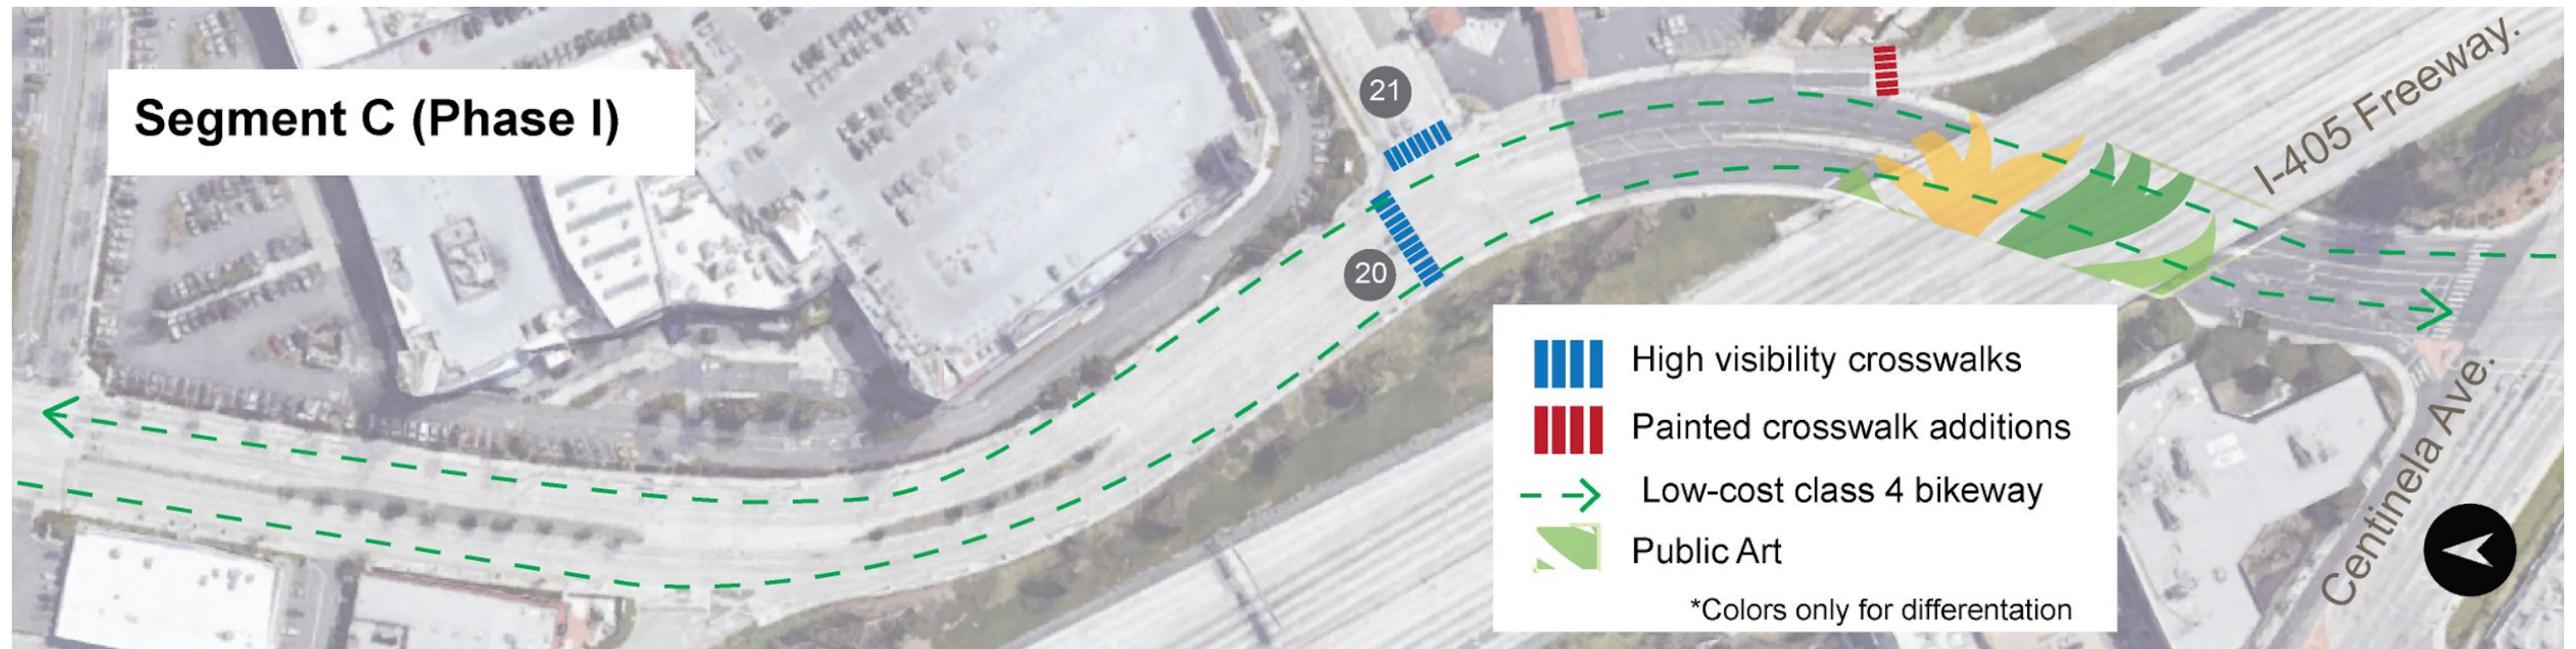 Segment C (Phase I)
21
20
I-405 Freeway.
Centinela Ave.
High visibility crosswalks
Painted crosswalk additions
Low-cost class 4 bikeway
Public Art
*Colors only for differentation